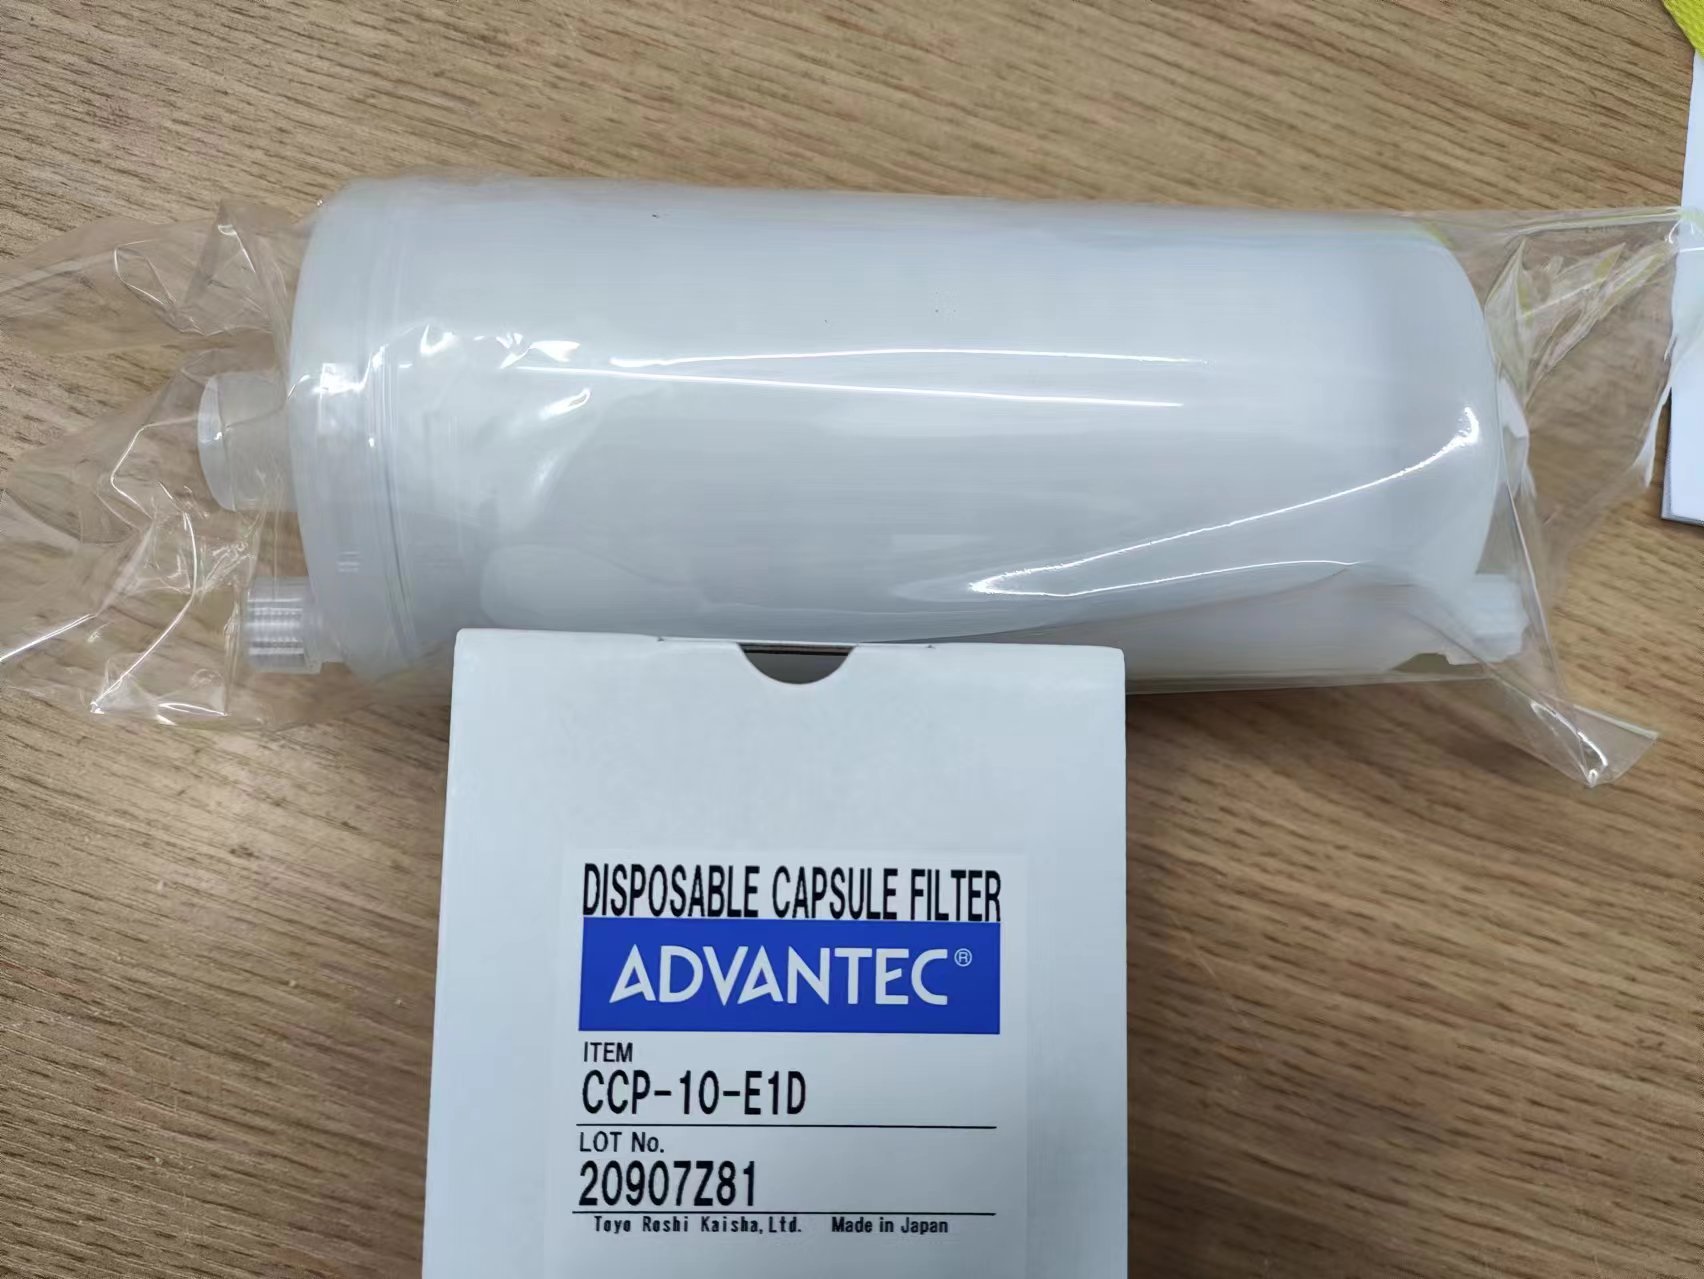 DISPOSABLE CAPSULE FILTER
ADVANTEC®
ITEM
CCP-10-E1D
LOT No.
20907Z81
Toyo Roshi Kaisha, Ltd. Made in Japan